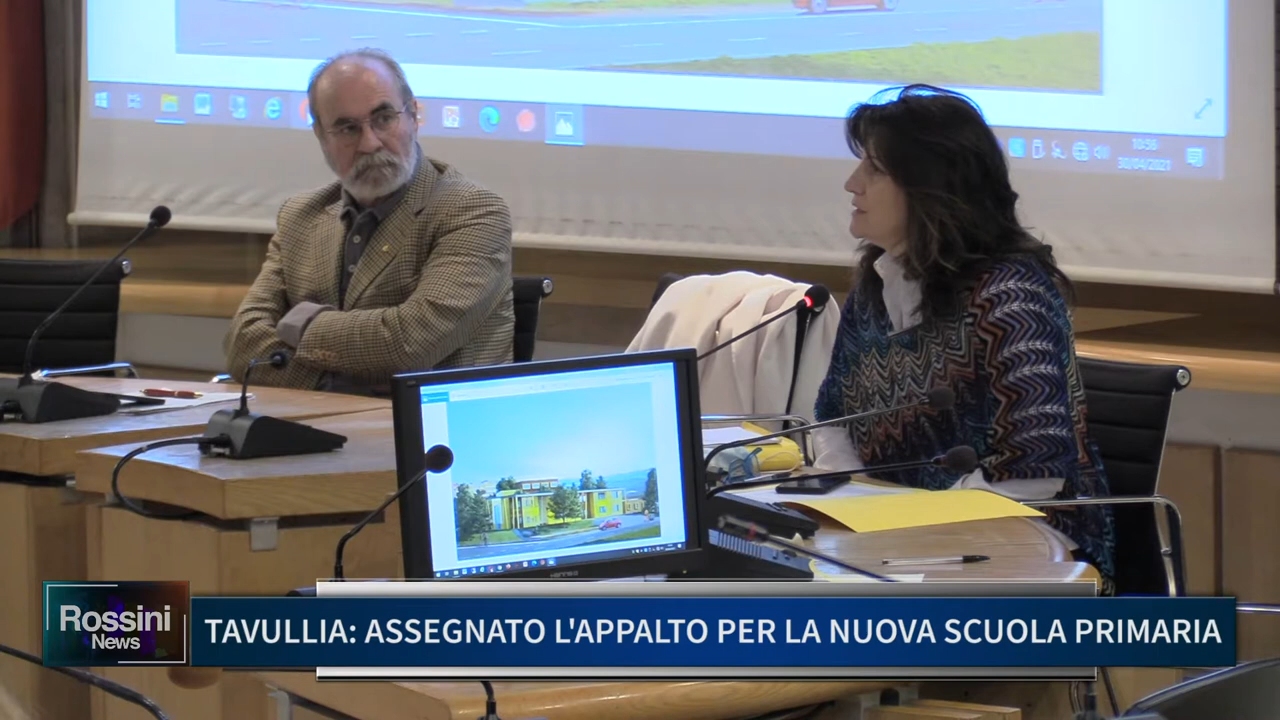 10:56
30/04/2021
Rossini
News
TAVULLIA: ASSEGNATO L'APPALTO PER LA NUOVA SCUOLA PRIMARIA